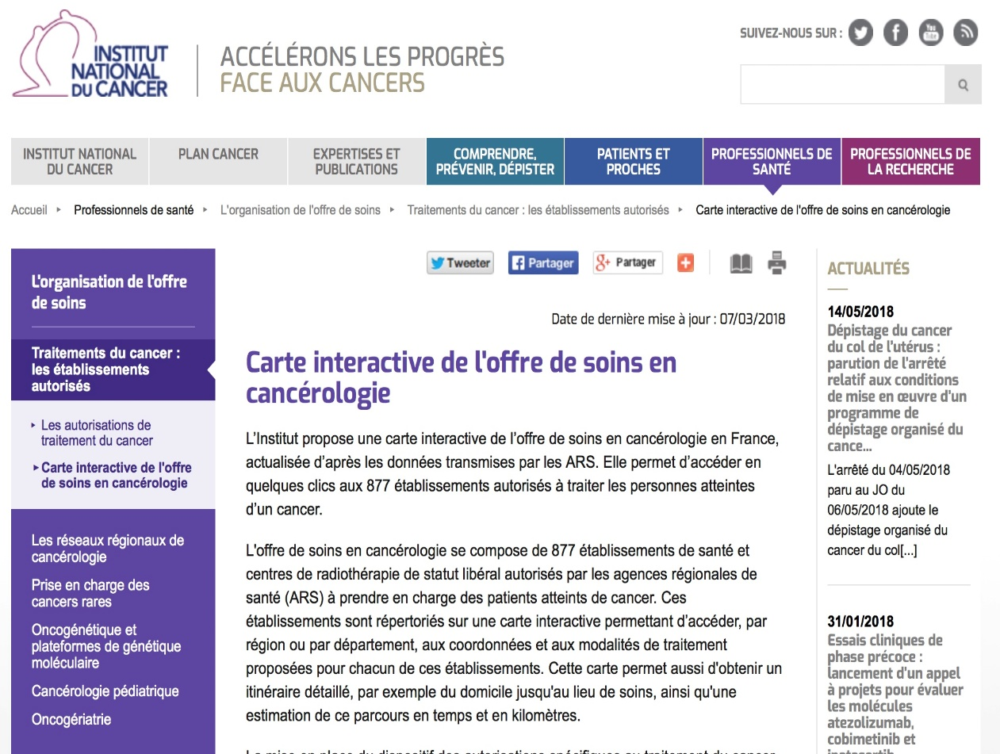 INSTITUT
NATIONAL
DU CANCER
ACCÉLÉRONS LES PROGRÈS
FACE AUX CANCERS
SUIVEZ-NOUS SUR :
You
Tube
INSTITUT NATIONAL
DU CANCER
PLAN CANCER
EXPERTISES ET
PUBLICATIONS
COMPRENDRE,
PRÉVENIR, DÉPISTER
PATIENTS ET
PROCHES
PROFESSIONNELS DE
SANTÉ
PROFESSIONNELS DE
LA RECHERCHE
Accueil ▸ Professionnels de santé ▸ L'organisation de l'offre de soins ▸ Traitements du cancer : les établissements autorisés ▸ Carte interactive de l'offre de soins en cancérologie
L'organisation de l'offre
de soins
Traitements du cancer :
les établissements
autorisés
Les autorisations de
traitement du cancer
Carte interactive de l'offre
de soins en cancérologie
Les réseaux régionaux de
cancérologie
Prise en charge des
cancers rares
Oncogénétique et
plateformes de génétique
moléculaire
Cancérologie pédiatrique
Oncogériatrie
Tweeter
Partager
Partager
Date de dernière mise à jour : 07/03/2018
Carte interactive de l'offre de soins en
cancérologie
L’Institut propose une carte interactive de l’offre de soins en cancérologie en France,
actualisée d’après les données transmises par les ARS. Elle permet d’accéder en
quelques clics aux 877 établissements autorisés à traiter les personnes atteintes
d’un cancer.
L'offre de soins en cancérologie se compose de 877 établissements de santé et
centres de radiothérapie de statut libéral autorisés par les agences régionales de
santé (ARS) à prendre en charge des patients atteints de cancer. Ces
établissements sont répertoriés sur une carte interactive permettant d’accéder, par
région ou par département, aux coordonnées et aux modalités de traitement
proposées pour chacun de ces établissements. Cette carte permet aussi d'obtenir un
itinéraire détaillé, par exemple du domicile jusqu'au lieu de soins, ainsi qu'une
estimation de ce parcours en temps et en kilomètres.
La mise en place du dispositif des autorisations spécifiques au traitement du cancer
ACTUALITÉS
14/05/2018
Dépistage du cancer
du col de l'utérus :
parution de l'arrêté
relatif aux conditions
de mise en œuvre d'un
programme de
dépistage organisé du
cance...
L'arrêté du 04/05/2018
paru au JO du
06/05/2018 ajoute le
dépistage organisé du
cancer du col[...]
31/01/2018
Essais cliniques de
phase précoce :
lancement d'un appel
à projets pour évaluer
les molécules
atezolizumab,
cobimetinib et